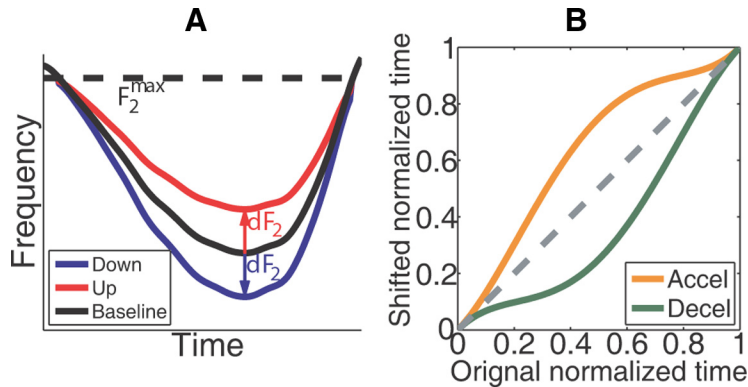 A
F2max
dF2
dF2
Down
Up
Baseline
Frequency
Time
B
1
0.8
0.6
0.4
0.2
0
0 0.2 0.4 0.6 0.8 1
Accel
Decel
Shifted normalized time
Orignal normalized time